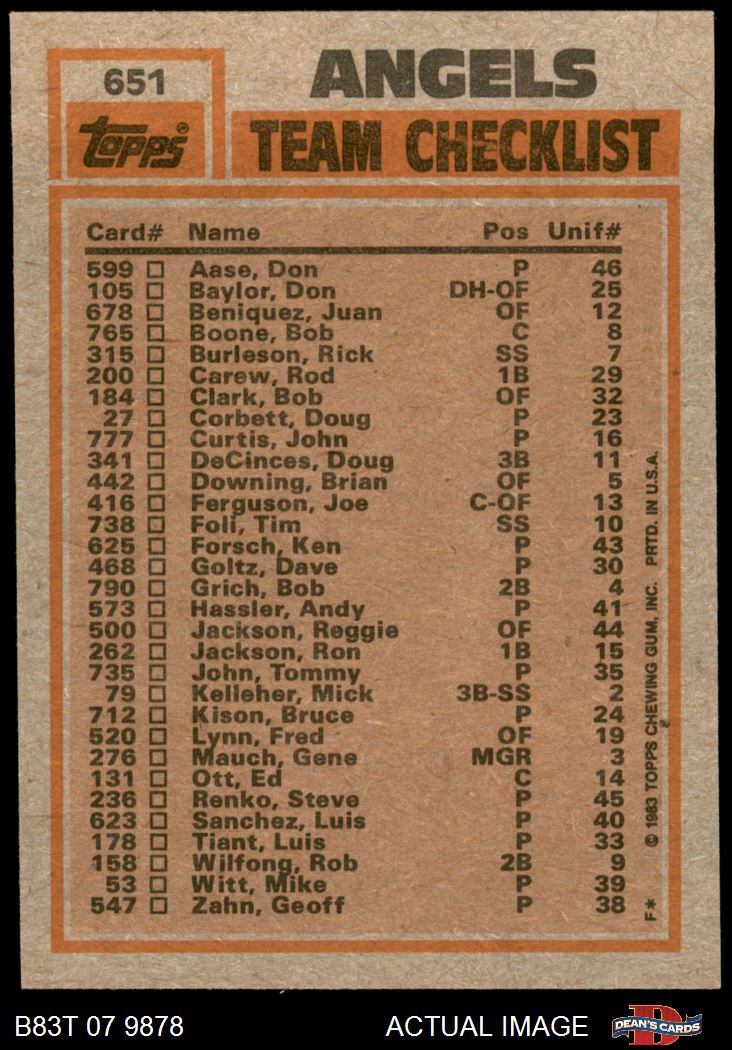 651
ANGELS
Topps®
TEAM CHECKLIST
Card# Name Pos Unif#
599 Aase, Don P 46
105 Baylor, Don DH-OF 25
678 Beniquez, Juan OF 12
765 Boone, Bob C 8
315 Burleson, Rick SS 7
200 Carew, Rod 1B 29
184 Clark, Bob OF 32
27 Corbett, Doug P 23
777 Curtis, John P 16
341 DeCinces, Doug 3B 11
442 Downing, Brian OF 5
416 Ferguson, Joe C-OF 13
738 Foli, Tim SS 10
625 Forsch, Ken P 43
468 Goltz, Dave P 30
790 Grich, Bob 2B 4
573 Hassler, Andy P 41
500 Jackson, Reggie OF 44
262 Jackson, Ron 1B 15
735 John, Tommy P 35
79 Kelleher, Mick 3B-SS 2
712 Kison, Bruce P 24
520 Lynn, Fred OF 19
276 Mauch, Gene MGR 3
131 Ott, Ed C 14
236 Renko, Steve P 45
623 Sanchez, Luis P 40
178 Tiant, Luis P 33
158 Wilfong, Rob 2B 9
53 Witt, Mike P 39
547 Zahn, Geoff P 38
F* © 1983 TOPPS CHEWING GUM, INC. PRTD. IN U.S.A.
B83T 07 9878 ACTUAL IMAGE
D
DEAN'S CARDS